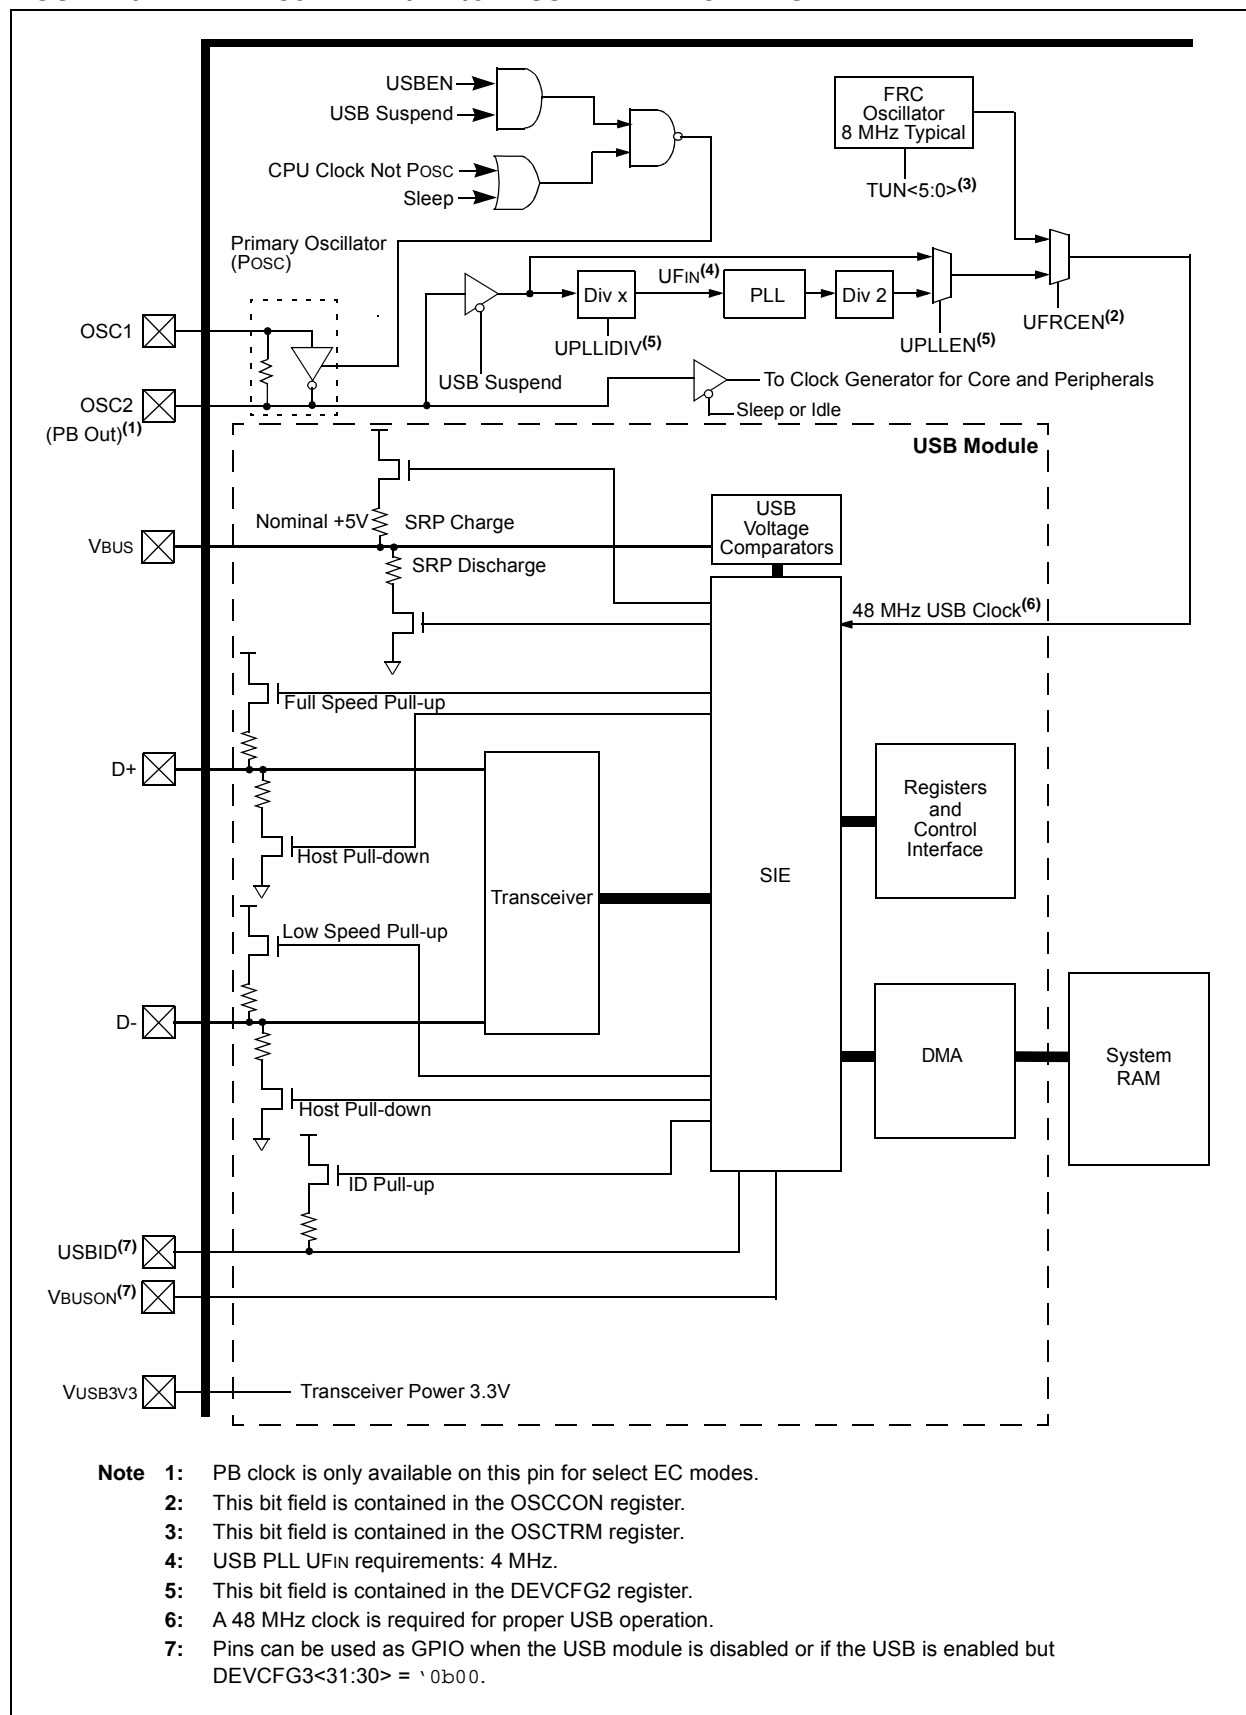 USBEN
USB Suspend
CPU Clock Not POSC
Sleep
FRC
Oscillator
8 MHz Typical
TUN<5:0>(3)
Primary Oscillator
(POSC)
UFIN(4)
Div x
PLL
Div 2
UFRCEN(2)
OSC1
UPLLIDIV(5)
UPLLEN(5)
USB Suspend
To Clock Generator for Core and Peripherals
OSC2
(PB Out)(1)
Sleep or Idle
USB Module
Nominal +5V
SRP Charge
USB
Voltage
Comparators
VBUS
SRP Discharge
48 MHz USB Clock(6)
Full Speed Pull-up
D+
Registers
and
Control
Interface
Host Pull-down
SIE
Transceiver
Low Speed Pull-up
D-
DMA
System
RAM
Host Pull-down
ID Pull-up
USBID(7)
VBUSON(7)
VUSB3V3
Transceiver Power 3.3V
Note 1: PB clock is only available on this pin for select EC modes.
2: This bit field is contained in the OSCCON register.
3: This bit field is contained in the OSCTRM register.
4: USB PLL UFIN requirements: 4 MHz.
5: This bit field is contained in the DEVCFG2 register.
6: A 48 MHz clock is required for proper USB operation.
7: Pins can be used as GPIO when the USB module is disabled or if the USB is enabled but
DEVCFG3<31:30> = ‘0b00.